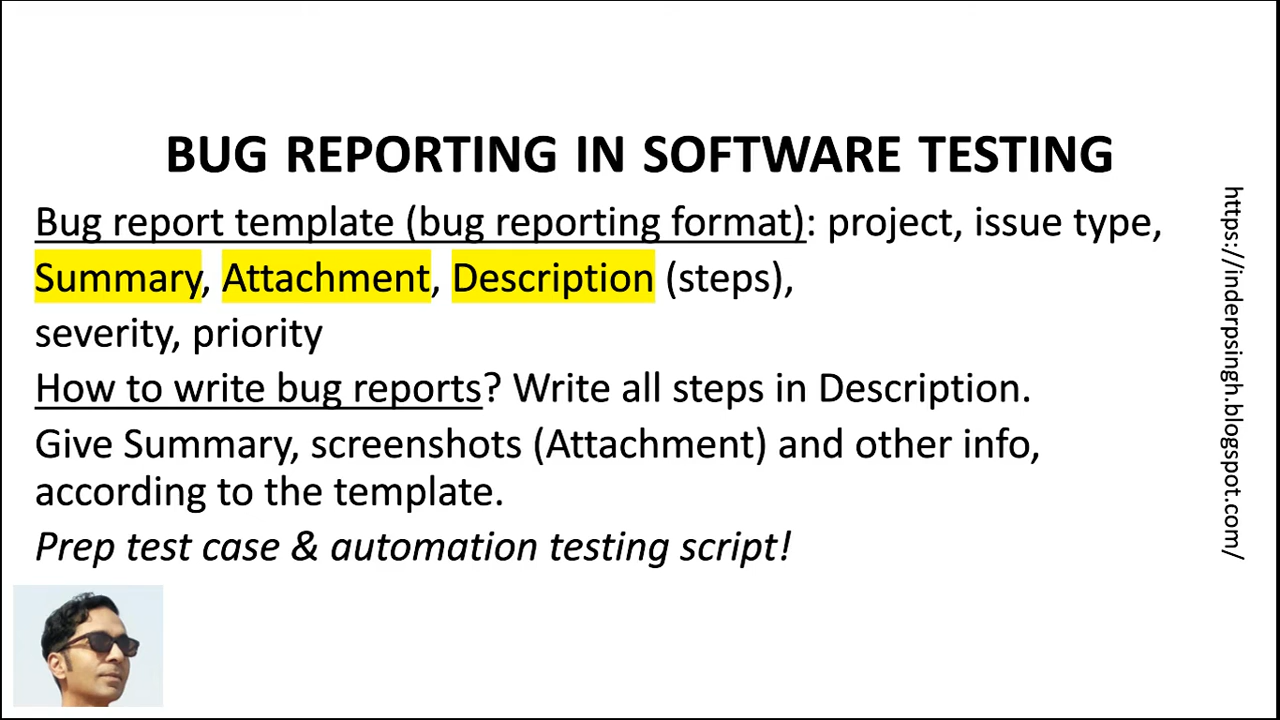 BUG REPORTING IN SOFTWARE TESTING
Bug report template (bug reporting format): project, issue type,
Summary, Attachment, Description (steps),
severity, priority
How to write bug reports? Write all steps in Description.
Give Summary, screenshots (Attachment) and other info,
according to the template.
Prep test case & automation testing script!
https://inderpsingh.blogspot.com/